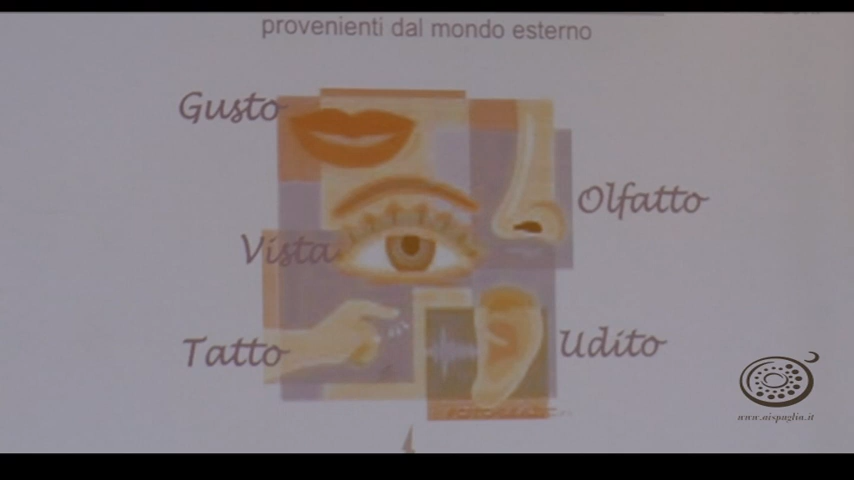 provenienti dal mondo esterno
Gusto
Olfatto
Vista
Tatto
Udito
www.aispuglia.it